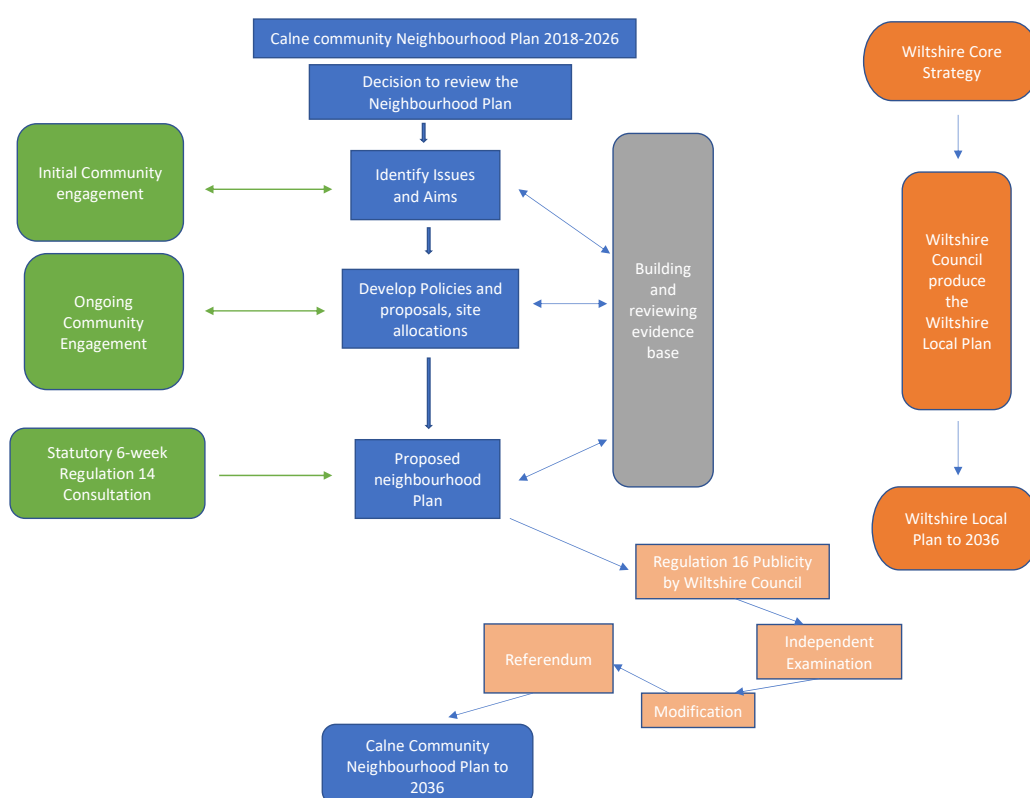 Calne community Neighbourhood Plan 2018-2026
Decision to review the
Neighbourhood Plan
Wiltshire Core
Strategy
Initial Community
engagement
Identify Issues
and Aims
Building
and
reviewing
evidence
base
Wiltshire
Council
produce
the
Wiltshire
Local Plan
Ongoing
Community
Engagement
Develop Policies and
proposals, site
allocations
Statutory 6-week
Regulation 14
Consultation
Proposed
neighbourhood
Plan
Wiltshire Local
Plan to 2036
Regulation 16 Publicity
by Wiltshire Council
Independent
Examination
Referendum
Modification
Calne Community
Neighbourhood Plan to
2036